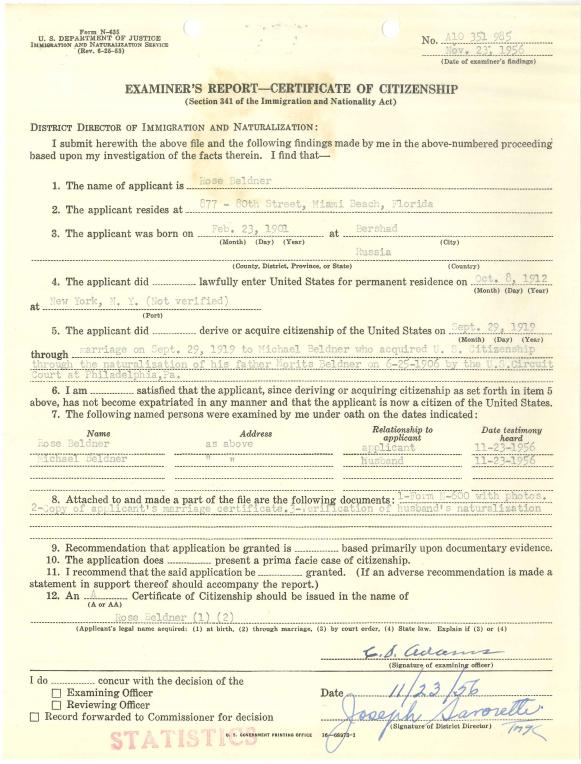 Form N-635
U. S. DEPARTMENT OF JUSTICE
IMMIGRATION AND NATURALIZATION SERVICE
(Rev. 6-25-53)
No. A10 351 985
Nov. 23, 1956
(Date of examiner's findings)
EXAMINER'S REPORT—CERTIFICATE OF CITIZENSHIP
(Section 341 of the Immigration and Nationality Act)
DISTRICT DIRECTOR OF IMMIGRATION AND NATURALIZATION:
I submit herewith the above file and the following findings made by me in the above-numbered proceeding
based upon my investigation of the facts therein. I find that—
1. The name of applicant is Rose Beldner
2. The applicant resides at 877 - 80th Street, Miami Beach, Florida
3. The applicant was born on Feb. 23, 1901 at Bershad
(Month) (Day) (Year) (City)
Russia
(County, District, Province, or State) (Country)
4. The applicant did lawfully enter United States for permanent residence on Oct. 8, 1912
(Month) (Day) (Year)
at New York, N. Y. (Not verified)
(Port)
5. The applicant did derive or acquire citizenship of the United States on Sept. 29, 1919
(Month) (Day) (Year)
through marriage on Sept. 29, 1919 to Michael Beldner who acquired U. S. Citizenship
through the naturalization of his father Moritz Beldner on 6-25-1906 by the U.S.Circuit
Court at Philadelphia,Pa.
6. I am satisfied that the applicant, since deriving or acquiring citizenship as set forth in item 5
above, has not become expatriated in any manner and that the applicant is now a citizen of the United States.
7. The following named persons were examined by me under oath on the dates indicated:
Name Address Relationship to applicant Date testimony heard
Rose Beldner as above applicant 11-23-1956
Michael Beldner " " husband 11-23-1956
8. Attached to and made a part of the file are the following documents: 1-Form N-600 with photos.
2-Copy of applicant's marriage certificate.3-Verification of husband's naturalization
9. Recommendation that application be granted is based primarily upon documentary evidence.
10. The application does present a prima facie case of citizenship.
11. I recommend that the said application be granted. (If an adverse recommendation is made a
statement in support thereof should accompany the report.)
12. An A Certificate of Citizenship should be issued in the name of
(A or AA)
Rose Beldner (1) (2)
(Applicant's legal name acquired: (1) at birth, (2) through marriage, (3) by court order, (4) State law. Explain if (3) or (4)
C. S. Adams
(Signature of examining officer)
I do concur with the decision of the
Examining Officer
Reviewing Officer
Record forwarded to Commissioner for decision
Date 11/23/56
Joseph Savoretti
(Signature of District Director)
STATISTICS
U. S. GOVERNMENT PRINTING OFFICE 16—68973-1